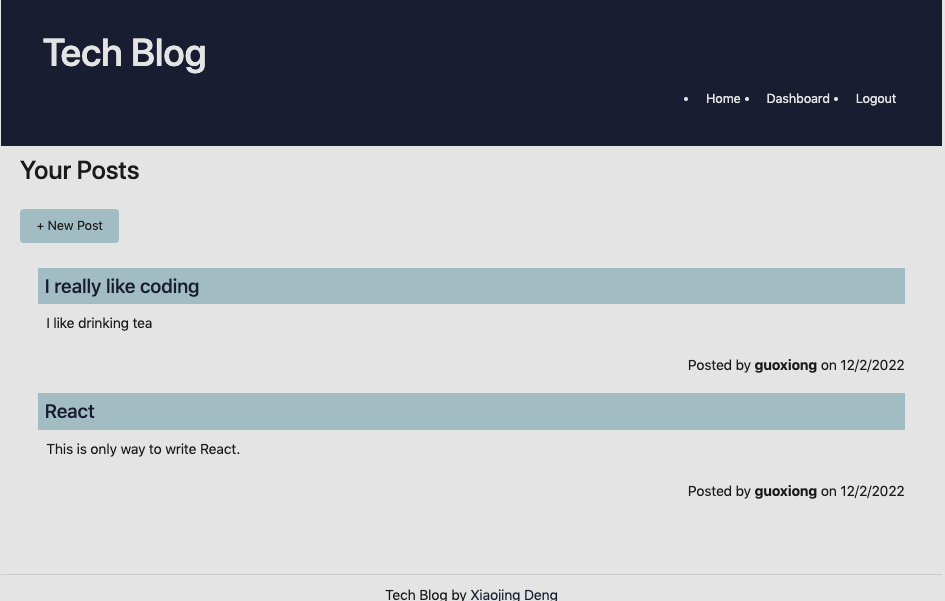 Tech Blog
• Home • Dashboard • Logout
Your Posts
+ New Post
I really like coding
I like drinking tea
Posted by guoxiong on 12/2/2022
React
This is only way to write React.
Posted by guoxiong on 12/2/2022
Tech Blog by Xiaojing Deng